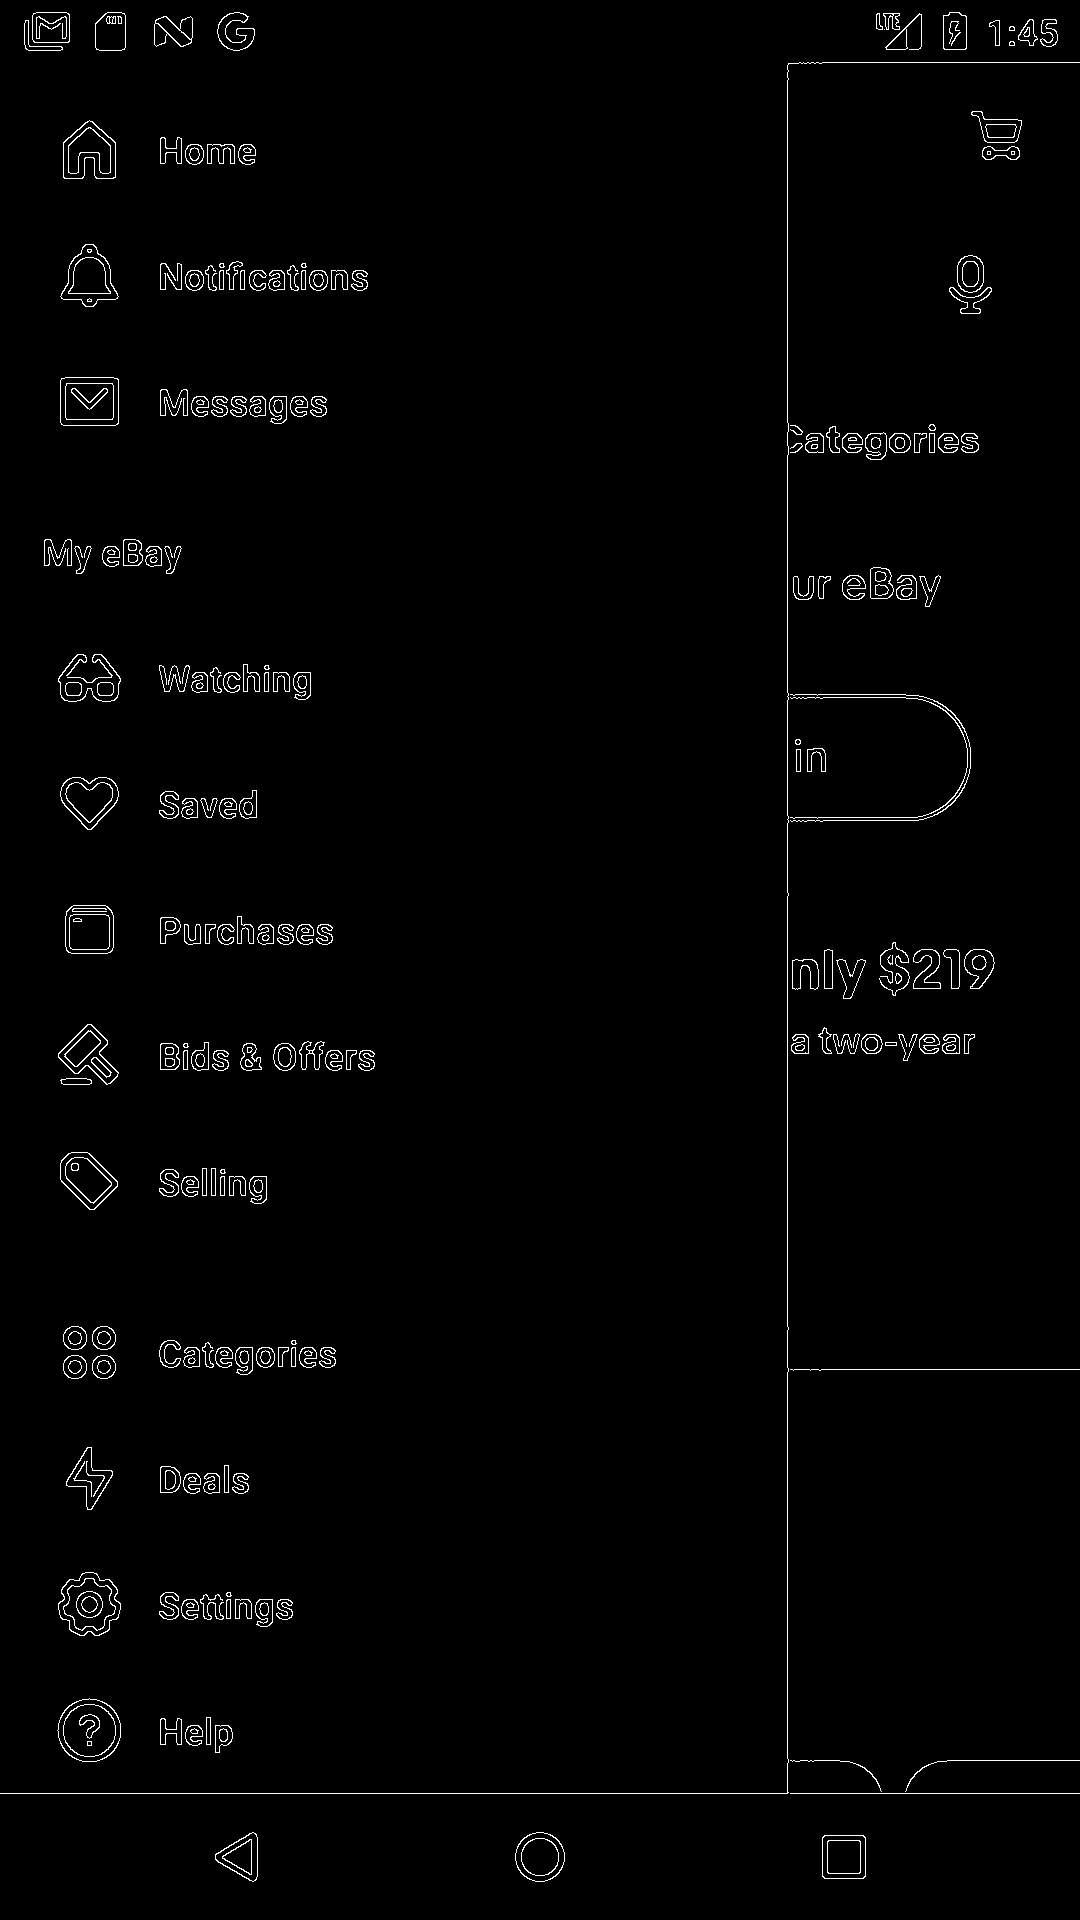 LTE 1:45
Home
Notifications
Messages
Categories
My eBay
ur eBay
Watching
in
Saved
Purchases
nly $219
a two-year
Bids & Offers
Selling
Categories
Deals
Settings
Help